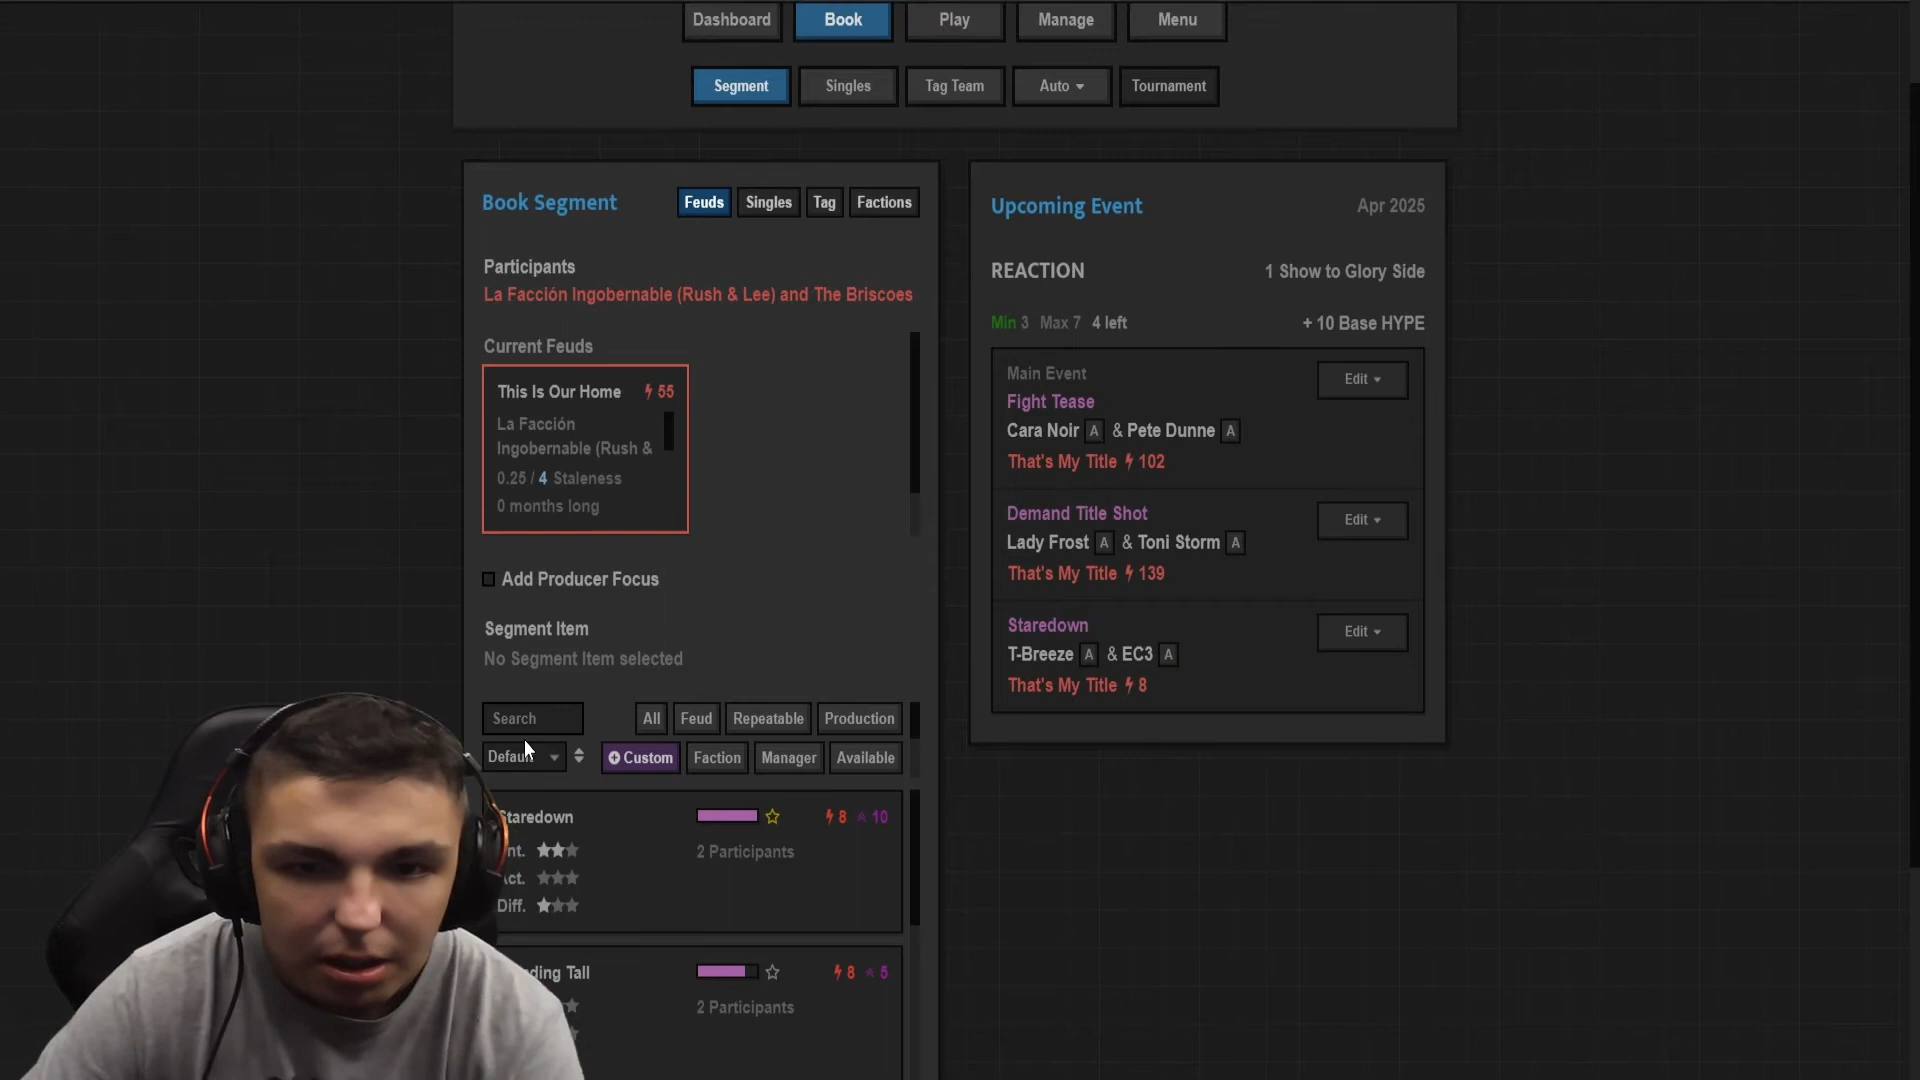 Dashboard Book Play Manage Menu
Segment Singles Tag Team Auto Tournament
Book Segment Feuds Singles Tag Factions
Participants
La Facción Ingobernable (Rush & Lee) and The Briscoes
Current Feuds
This Is Our Home 55
La Facción
Ingobernable (Rush &
0.25 / 4 Staleness
0 months long
Add Producer Focus
Segment Item
No Segment Item selected
Search All Feud Repeatable Production
Custom Faction Manager Available
Staredown 8 10
2 Participants
Diff.
8 5
2 Participants
Upcoming Event Apr 2025
REACTION 1 Show to Glory Side
Min 3 Max 7 4 left + 10 Base HYPE
Main Event Edit
Fight Tease
Cara Noir A & Pete Dunne A
That's My Title 102
Demand Title Shot Edit
Lady Frost A & Toni Storm A
That's My Title 139
Staredown Edit
T-Breeze A & EC3 A
That's My Title 8